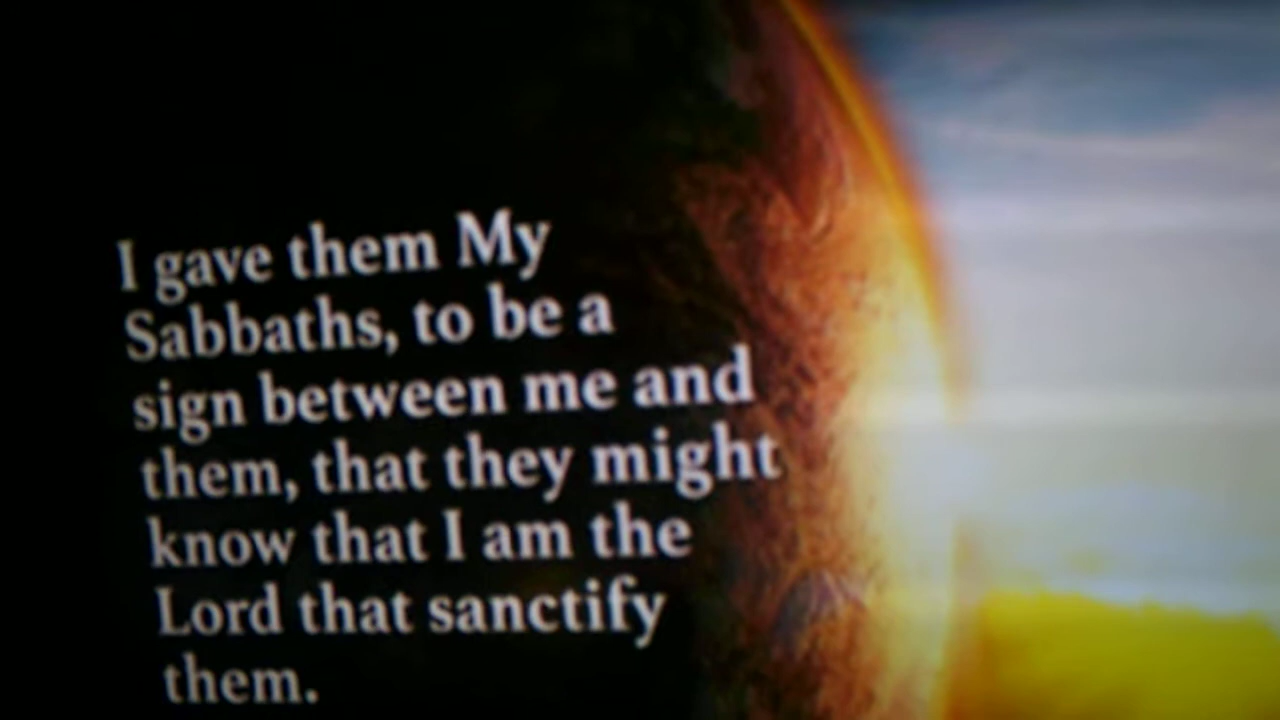 I gave them My
Sabbaths, to be a
sign between me and
them, that they might
know that I am the
Lord that sanctify
them.